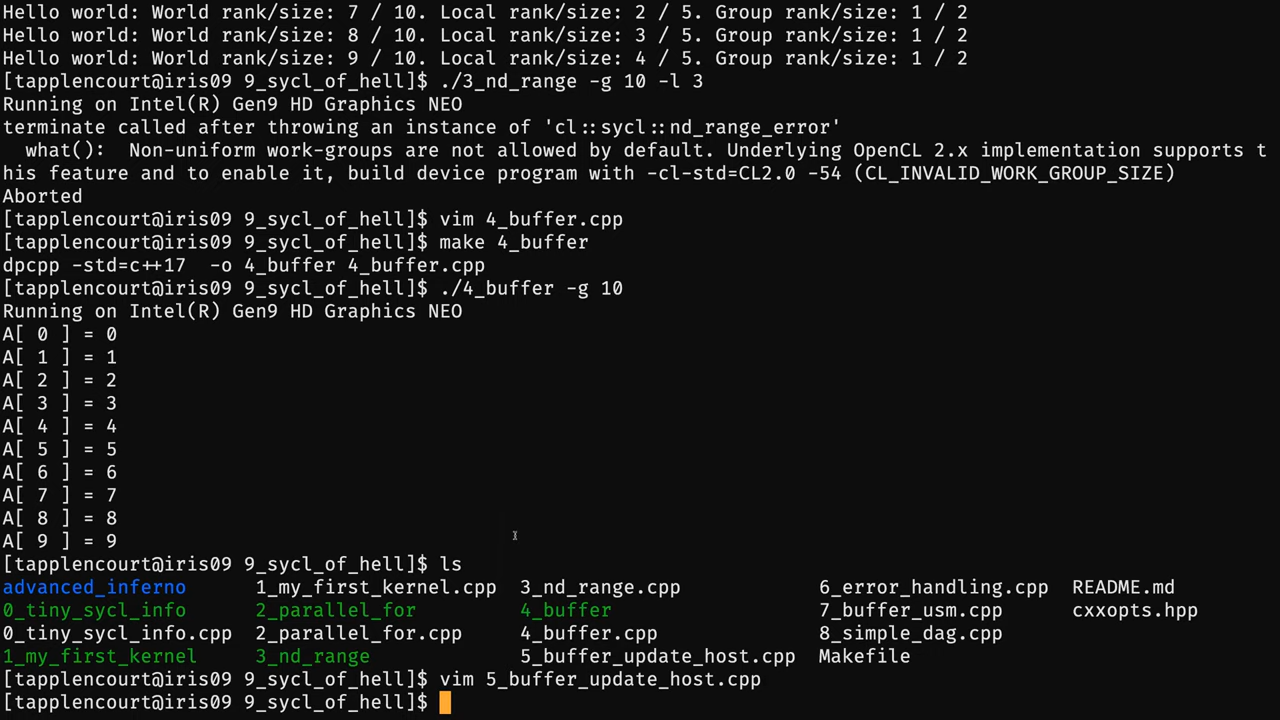 Hello world: World rank/size: 7 / 10. Local rank/size: 2 / 5. Group rank/size: 1 / 2
Hello world: World rank/size: 8 / 10. Local rank/size: 3 / 5. Group rank/size: 1 / 2
Hello world: World rank/size: 9 / 10. Local rank/size: 4 / 5. Group rank/size: 1 / 2
[tapplencourt@iris09 9_sycl_of_hell]$ ./3_nd_range -g 10 -l 3
Running on Intel(R) Gen9 HD Graphics NEO
terminate called after throwing an instance of 'cl::sycl::nd_range_error'
  what():  Non-uniform work-groups are not allowed by default. Underlying OpenCL 2.x implementation supports t
his feature and to enable it, build device program with -cl-std=CL2.0 -54 (CL_INVALID_WORK_GROUP_SIZE)
Aborted
[tapplencourt@iris09 9_sycl_of_hell]$ vim 4_buffer.cpp
[tapplencourt@iris09 9_sycl_of_hell]$ make 4_buffer
dpcpp -std=c++17  -o 4_buffer 4_buffer.cpp
[tapplencourt@iris09 9_sycl_of_hell]$ ./4_buffer -g 10
Running on Intel(R) Gen9 HD Graphics NEO
A[ 0 ] = 0
A[ 1 ] = 1
A[ 2 ] = 2
A[ 3 ] = 3
A[ 4 ] = 4
A[ 5 ] = 5
A[ 6 ] = 6
A[ 7 ] = 7
A[ 8 ] = 8
A[ 9 ] = 9
[tapplencourt@iris09 9_sycl_of_hell]$ ls
advanced_inferno      1_my_first_kernel.cpp  3_nd_range.cpp            6_error_handling.cpp  README.md
0_tiny_sycl_info      2_parallel_for         4_buffer                  7_buffer_usm.cpp      cxxopts.hpp
0_tiny_sycl_info.cpp  2_parallel_for.cpp     4_buffer.cpp              8_simple_dag.cpp
1_my_first_kernel     3_nd_range             5_buffer_update_host.cpp  Makefile
[tapplencourt@iris09 9_sycl_of_hell]$ vim 5_buffer_update_host.cpp
[tapplencourt@iris09 9_sycl_of_hell]$